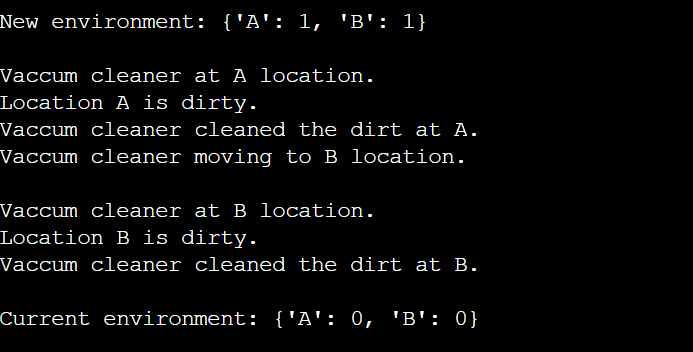 New environment: {'A': 1, 'B': 1}
Vaccum cleaner at A location.
Location A is dirty.
Vaccum cleaner cleaned the dirt at A.
Vaccum cleaner moving to B location.
Vaccum cleaner at B location.
Location B is dirty.
Vaccum cleaner cleaned the dirt at B.
Current environment: {'A': 0, 'B': 0}